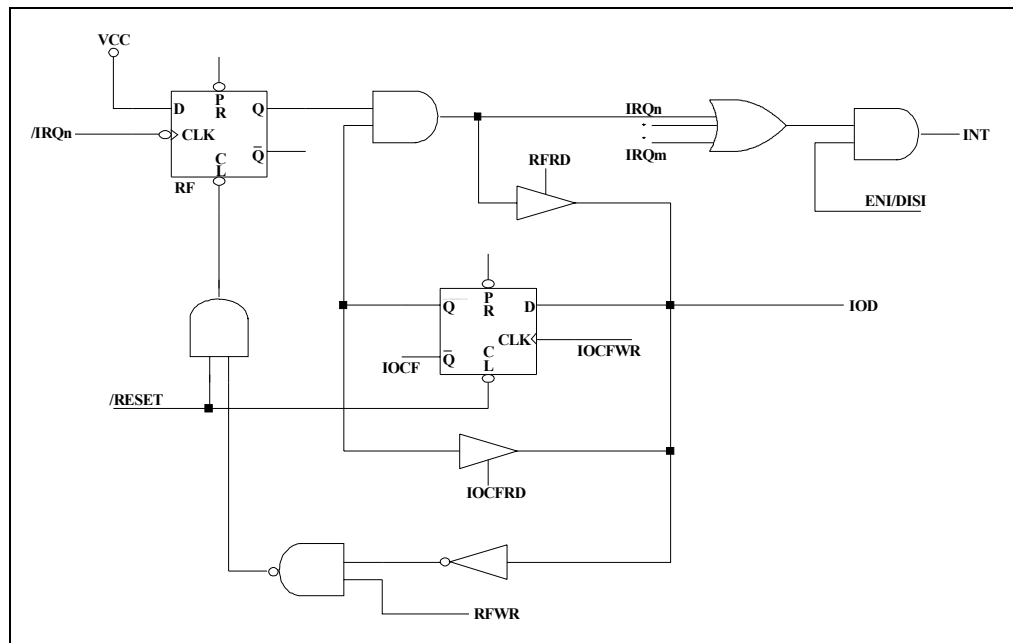 VCC
D
P
R
Q
/IRQn
CLK
C
L
Q
RF
IRQn
IRQm
INT
RFRD
ENI/DISI
Q
P
R
D
IOD
CLK
IOCFWR
IOCF
Q
C
L
/RESET
IOCFRD
RFWR